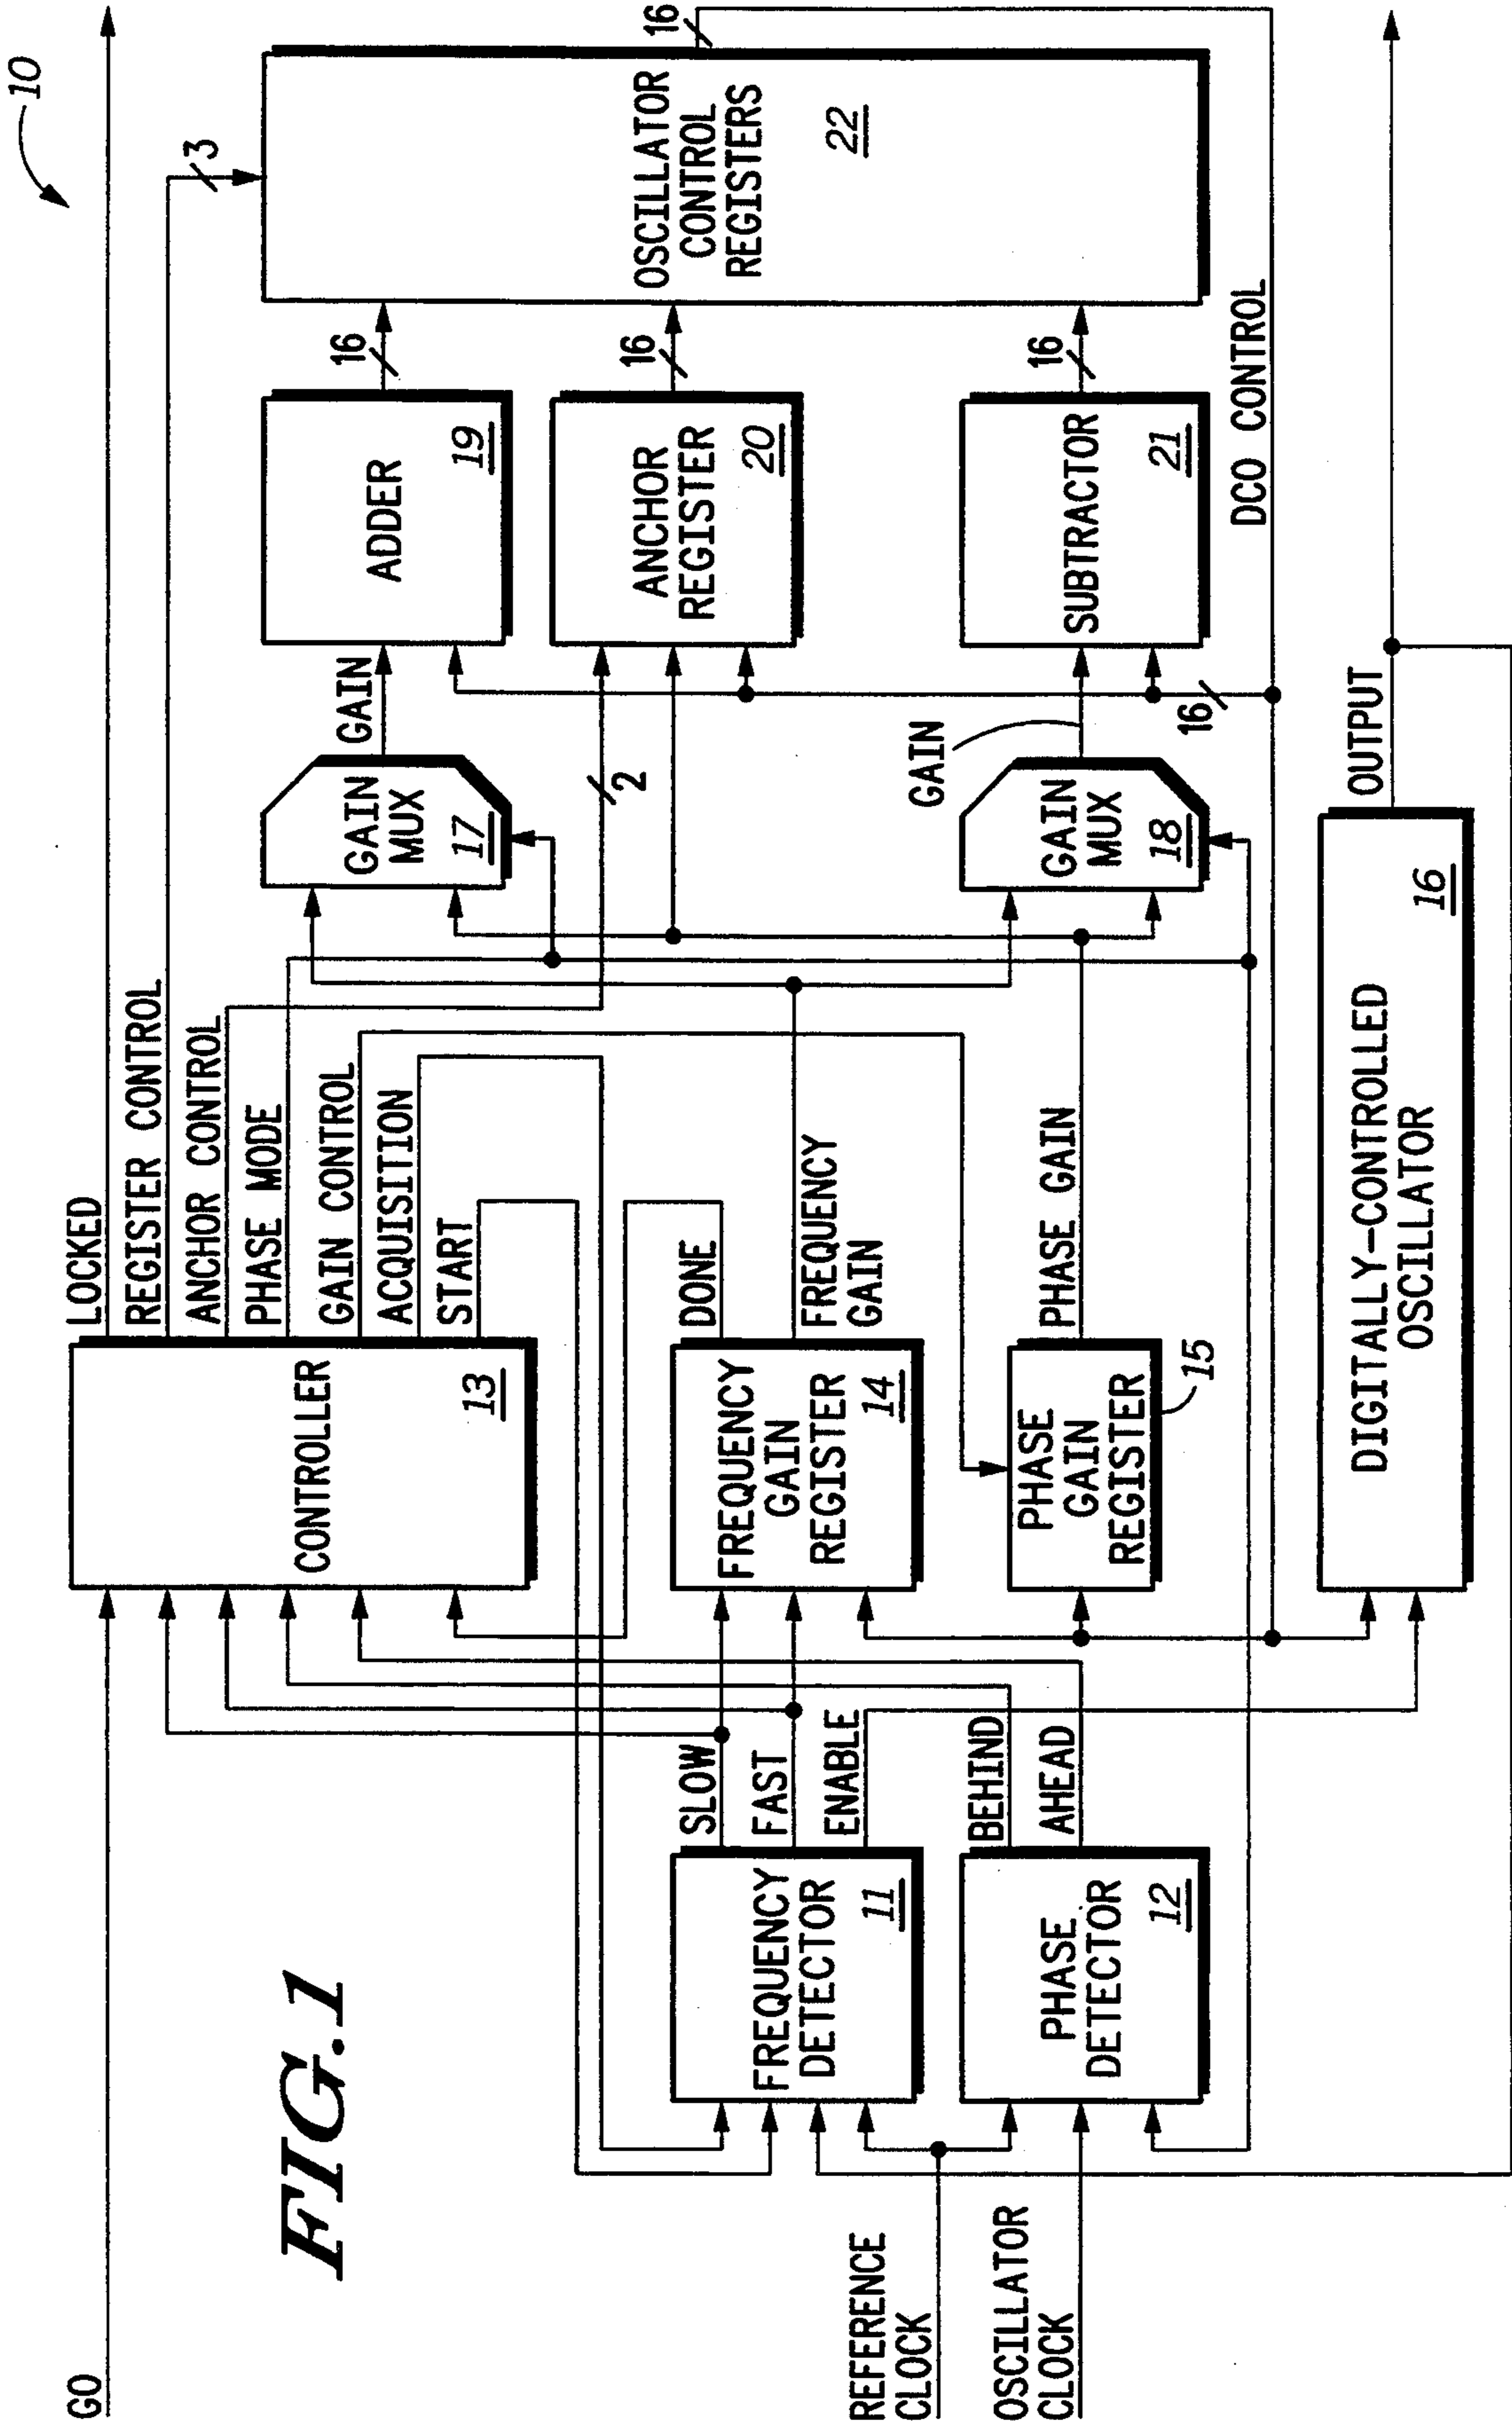 10
LOCKED
REGISTER CONTROL
ANCHOR CONTROL
PHASE MODE
GAIN CONTROL
ACQUISITION
START
GO
CONTROLLER
13
3
16
OSCILLATOR
CONTROL
REGISTERS
22
GAIN
MUX
17
GAIN
ADDER
19
16
2
ANCHOR
REGISTER
20
16
GAIN
MUX
18
GAIN
SUBTRACTOR
21
16
16
DCO CONTROL
DONE
FREQUENCY
GAIN
FREQUENCY
GAIN
REGISTER
14
PHASE
GAIN
REGISTER
15
PHASE GAIN
SLOW
FAST
ENABLE
FREQUENCY
DETECTOR
11
BEHIND
AHEAD
PHASE
DETECTOR
12
REFERENCE
CLOCK
OSCILLATOR
CLOCK
DIGITALLY-CONTROLLED
OSCILLATOR
16
OUTPUT
FIG.1